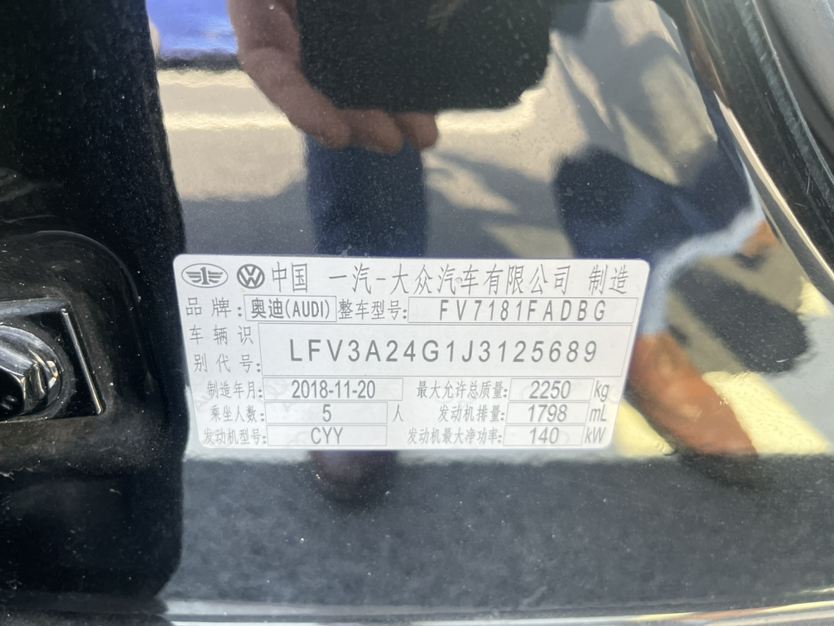 中国 一汽-大众汽车有限公司 制造
品牌: 奥迪(AUDI) 整车型号: FV7181FADBG
车辆识别代号: LFV3A24G1J3125689
制造年月: 2018-11-20 最大允许总质量: 2250 kg
乘坐人数: 5 人 发动机排量: 1798 mL
发动机型号: CYY 发动机最大净功率: 140 kW